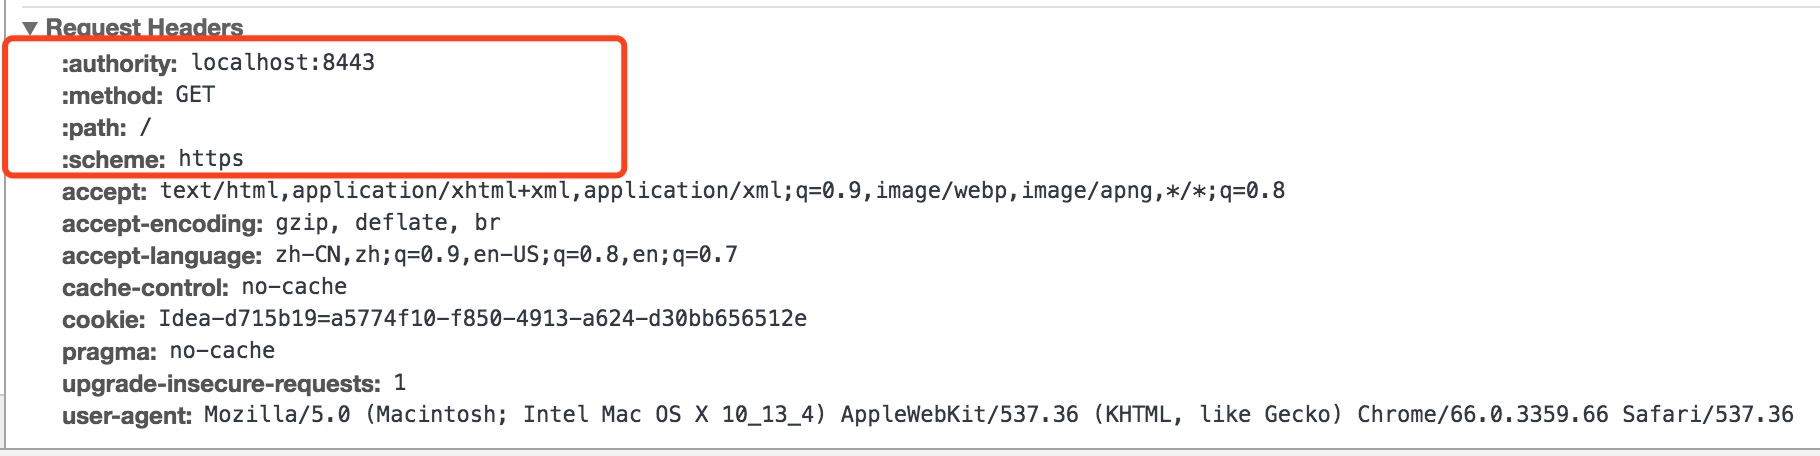 ▼ Request Headers
:authority: localhost:8443
:method: GET
:path: /
:scheme: https
accept: text/html,application/xhtml+xml,application/xml;q=0.9,image/webp,image/apng,*/*;q=0.8
accept-encoding: gzip, deflate, br
accept-language: zh-CN,zh;q=0.9,en-US;q=0.8,en;q=0.7
cache-control: no-cache
cookie: Idea-d715b19=a5774f10-f850-4913-a624-d30bb656512e
pragma: no-cache
upgrade-insecure-requests: 1
user-agent: Mozilla/5.0 (Macintosh; Intel Mac OS X 10_13_4) AppleWebKit/537.36 (KHTML, like Gecko) Chrome/66.0.3359.66 Safari/537.36